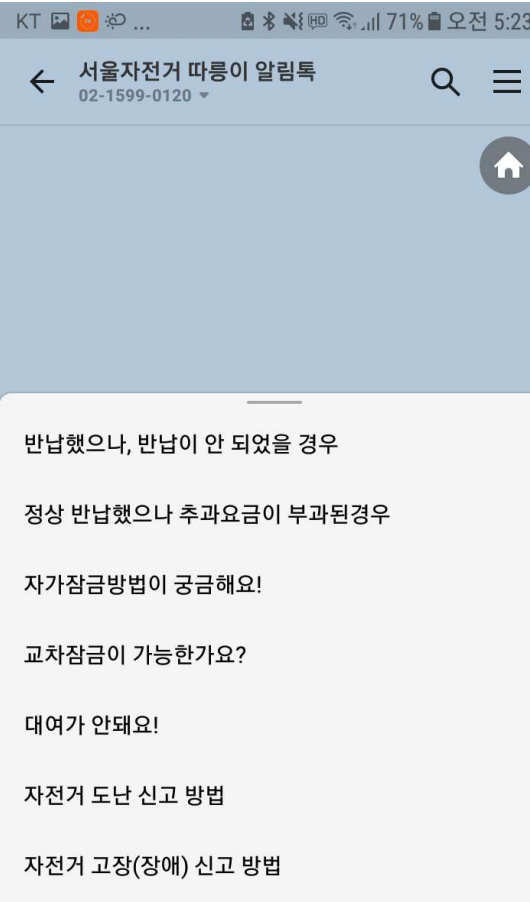 KT ... HD 71% 오전 5:23
서울자전거 따릉이 알림톡
02-1599-0120
반납했으나, 반납이 안 되었을 경우
정상 반납했으나 추과요금이 부과된경우
자가잠금방법이 궁금해요!
교차잠금이 가능한가요?
대여가 안돼요!
자전거 도난 신고 방법
자전거 고장(장애) 신고 방법